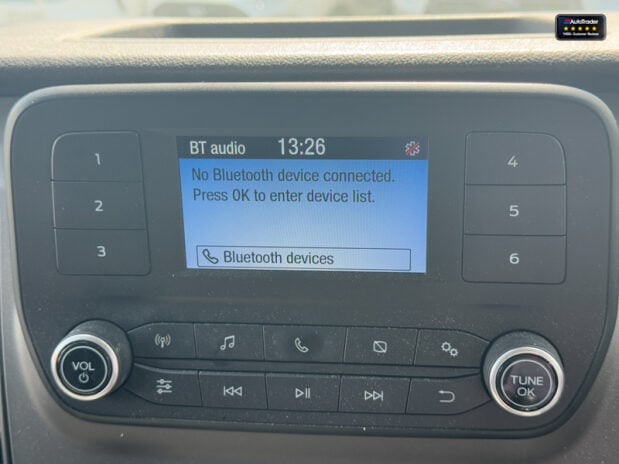 AutoTrader
BT audio 13:26
No Bluetooth device connected.
Press OK to enter device list.
Bluetooth devices
1
2
3
4
5
6
VOL
TUNE
OK